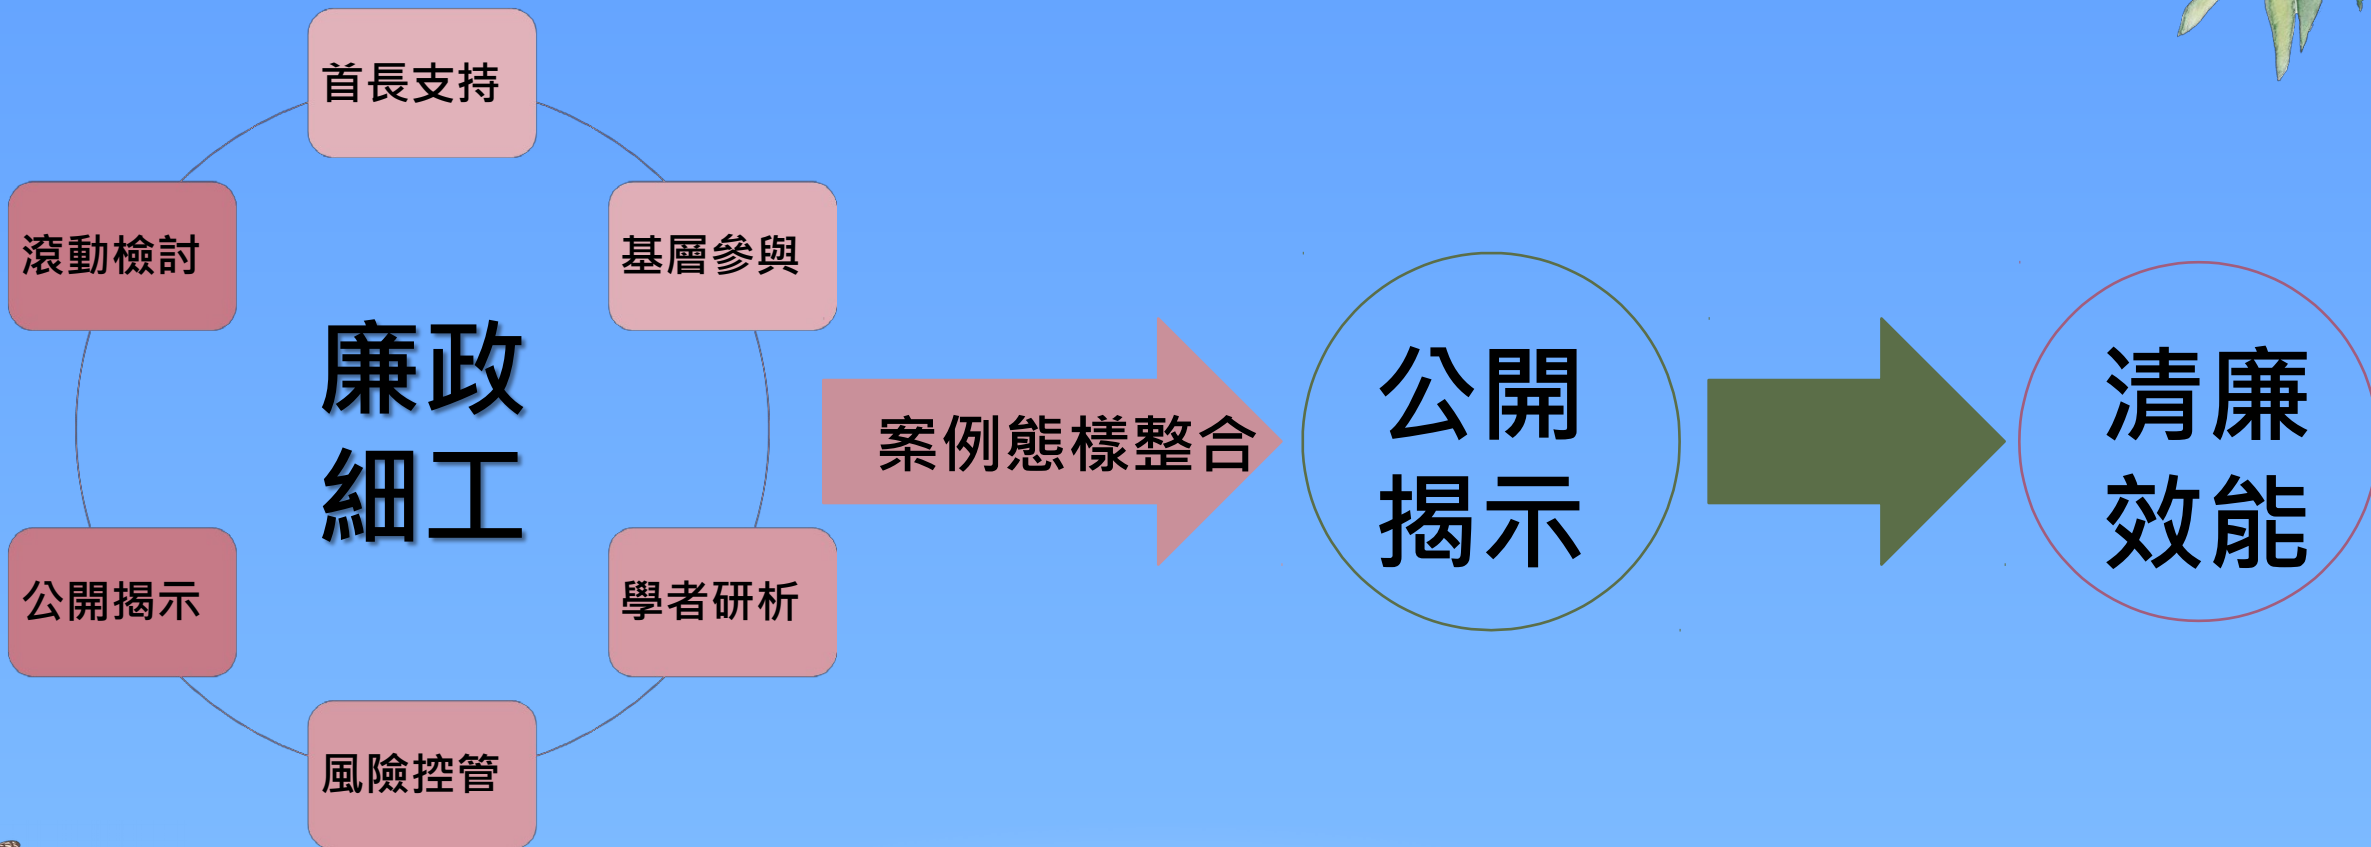 首長支持
基層參與
學者研析
風險控管
公開揭示
滾動檢討
廉政
細工
案例態樣整合
公開
揭示
清廉
效能